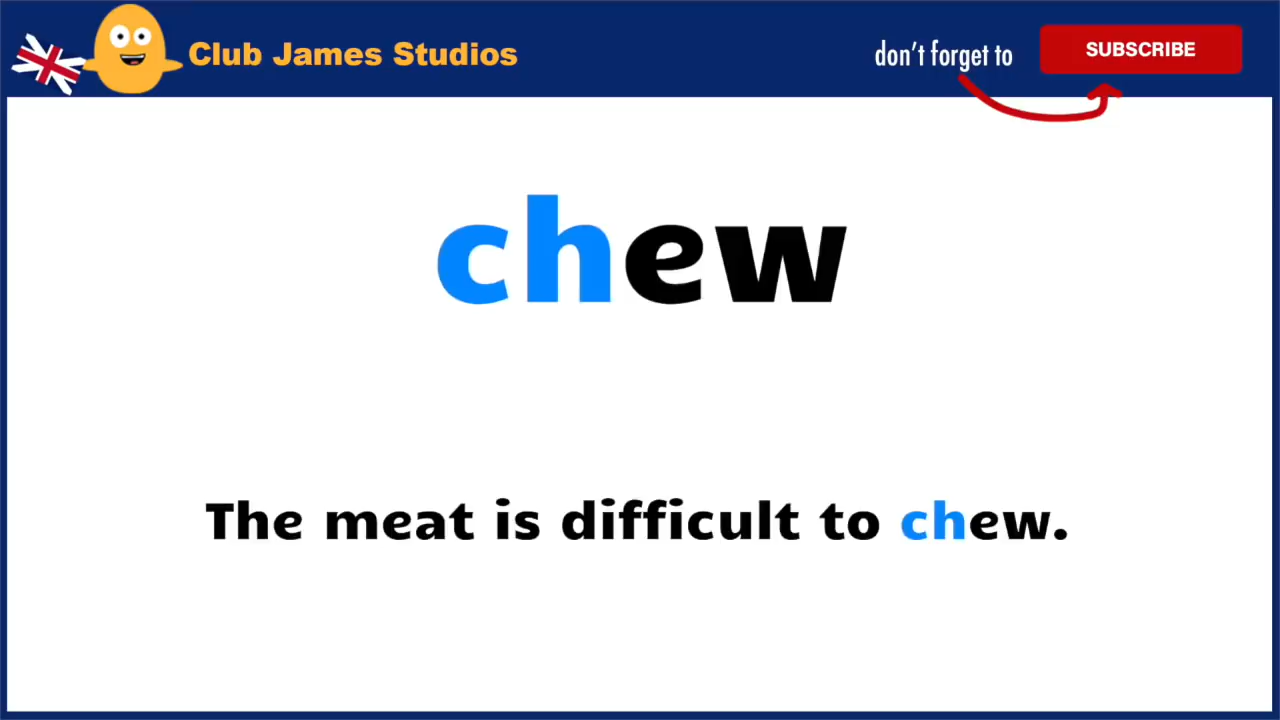 Club James Studios
don't forget to
SUBSCRIBE
chew
The meat is difficult to chew.